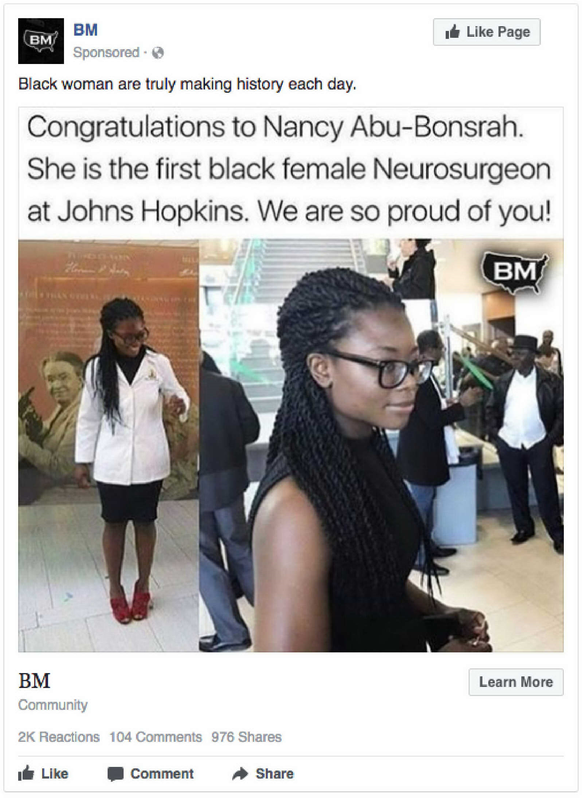 BM
BM
Sponsored ·
Like Page
Black woman are truly making history each day.
Congratulations to Nancy Abu-Bonsrah.
She is the first black female Neurosurgeon
at Johns Hopkins. We are so proud of you!
BM
BM
Community
Learn More
2K Reactions 104 Comments 976 Shares
Like Comment Share